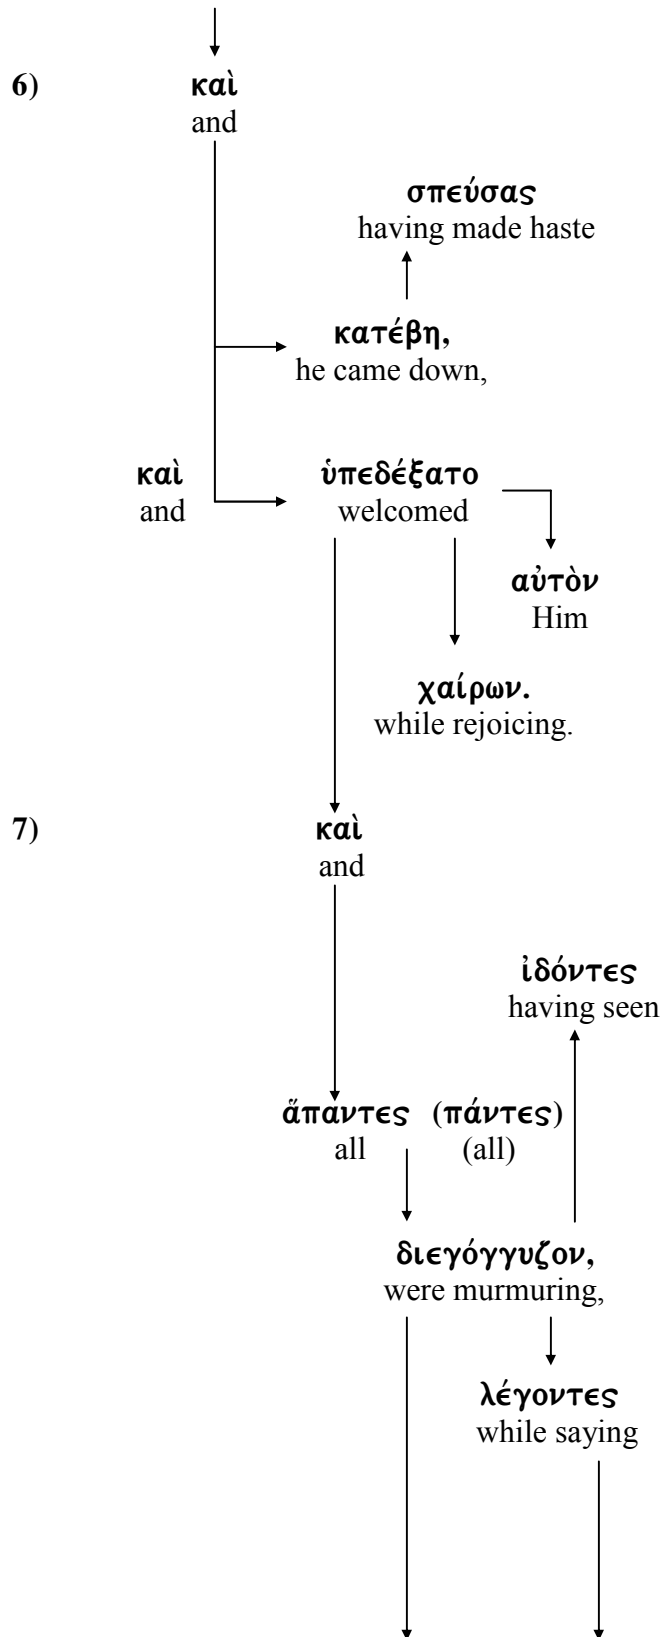 6) καὶ
and
σπεύσας
having made haste
κατέβη,
he came down,
καὶ ὑπεδέξατο
and welcomed
αὐτὸν
Him
χαίρων.
while rejoicing.
7) καὶ
and
ἰδόντες
having seen
ἅπαντες (πάντες)
all (all)
διεγόγγυζον,
were murmuring,
λέγοντες
while saying